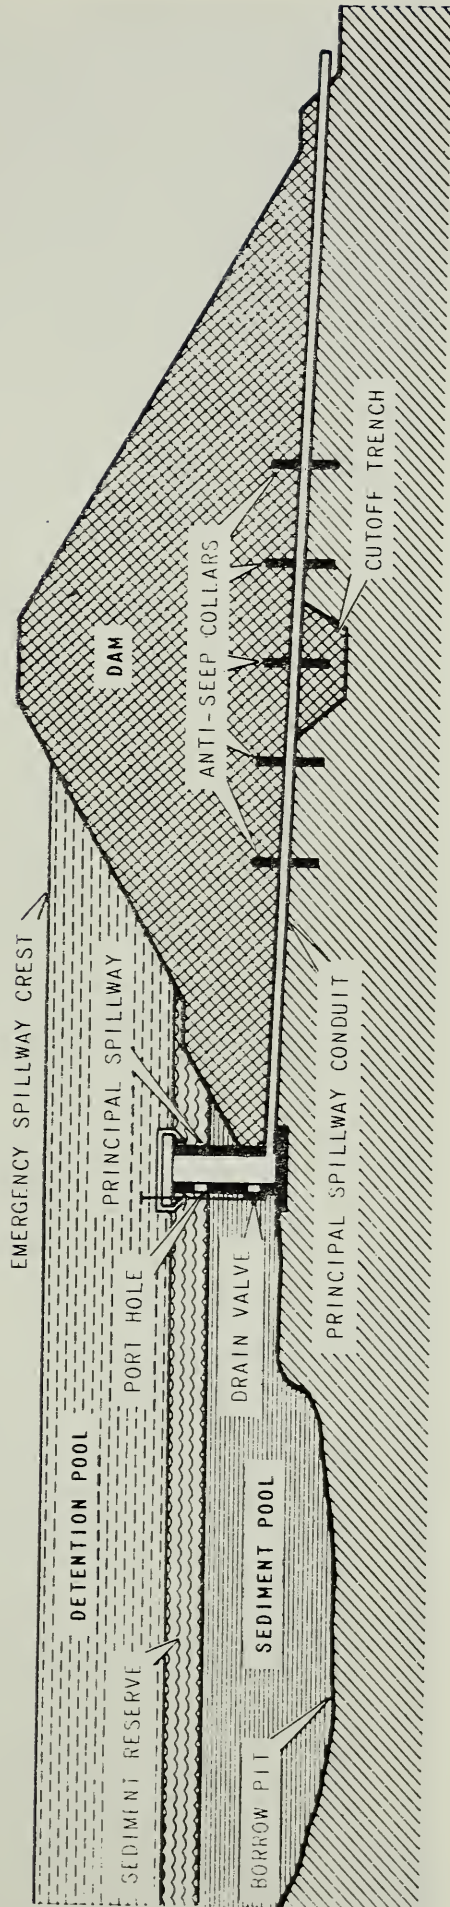 EMERGENCY SPILLWAY CREST
DETENTION POOL
DAM
PRINCIPAL SPILLWAY
SEDIMENT RESERVE
PORT HOLE
ANTI-SEEP COLLARS
DRAIN VALVE
SEDIMENT POOL
BORROW PIT
PRINCIPAL SPILLWAY CONDUIT
CUTOFF TRENCH